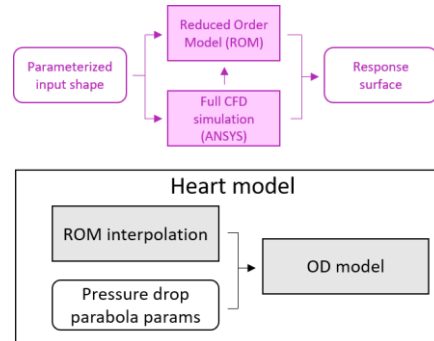 Parameterized
input shape
Reduced Order
Model (ROM)
Full CFD
simulation
(ANSYS)
Response
surface
Heart model
ROM interpolation
Pressure drop
parabola params
OD model